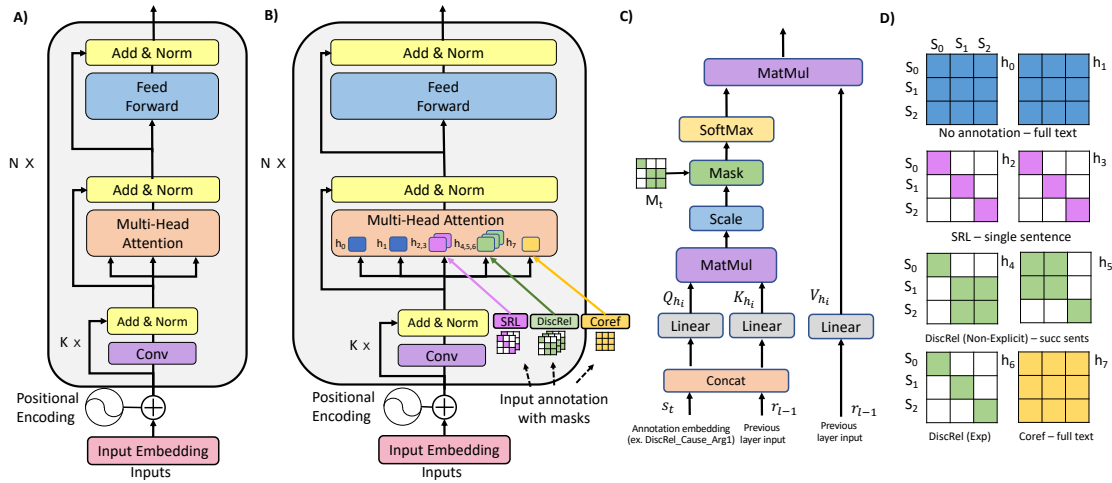 A)
Add & Norm
Feed
Forward
N X
Add & Norm
Multi-Head
Attention
Add & Norm
K x
Conv
Positional
Encoding
Input Embedding
Inputs
B)
Add & Norm
Feed
Forward
N X
Add & Norm
Multi-Head Attention
h0 h1 h2,3 h4,5,6 h7
Add & Norm
SRL
DiscRel
Coref
K x
Conv
Positional
Encoding
Input annotation
with masks
Input Embedding
Inputs
C)
MatMul
SoftMax
Mask
Mt
Scale
MatMul
Qhi Khi Vhi
Linear Linear Linear
Concat
st rl−1 rl−1
Annotation embedding
(ex. DiscRel_Cause_Arg1)
Previous
layer input
Previous
layer input
D)
S0 S1 S2
S0 h0 h1
S1
S2
No annotation – full text
S0 h2 h3
S1
S2
SRL – single sentence
S0 h4 h5
S1
S2
DiscRel (Non-Explicit) – succ sents
S0 h6 h7
S1
S2
DiscRel (Exp)
Coref – full text